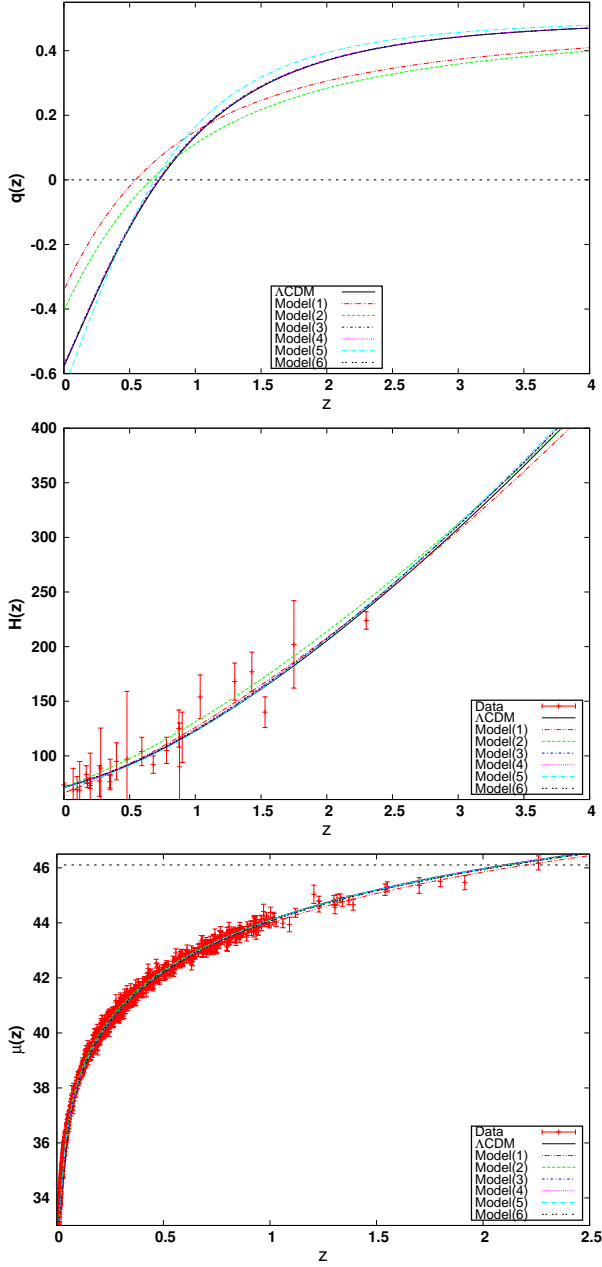 0.4
0.2
0
-0.2
-0.4
-0.6
q(z)
ΛCDM
Model(1)
Model(2)
Model(3)
Model(4)
Model(5)
Model(6)
0 0.5 1 1.5 2 2.5 3 3.5 4
z
400
350
300
250
200
150
100
H(z)
Data
ΛCDM
Model(1)
Model(2)
Model(3)
Model(4)
Model(5)
Model(6)
0 0.5 1 1.5 2 2.5 3 3.5 4
z
46
44
42
40
38
36
34
μ(z)
Data
ΛCDM
Model(1)
Model(2)
Model(3)
Model(4)
Model(5)
Model(6)
0 0.5 1 1.5 2 2.5
z